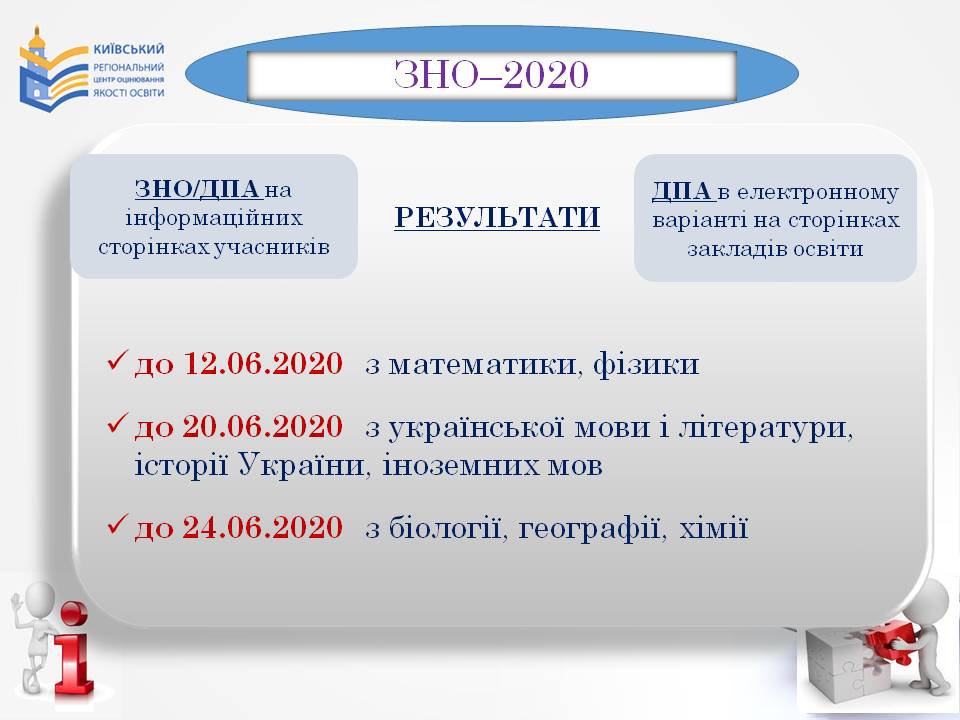 КИЇВСЬКИЙ
РЕГІОНАЛЬНИЙ
ЦЕНТР ОЦІНЮВАННЯ
ЯКОСТІ ОСВІТИ
ЗНО–2020
ЗНО/ДПА на
інформаційних
сторінках учасників
РЕЗУЛЬТАТИ
ДПА в електронному
варіанті на сторінках
закладів освіти
✓ до 12.06.2020 з математики, фізики
✓ до 20.06.2020 з української мови і літератури,
історії України, іноземних мов
✓ до 24.06.2020 з біології, географії, хімії
i